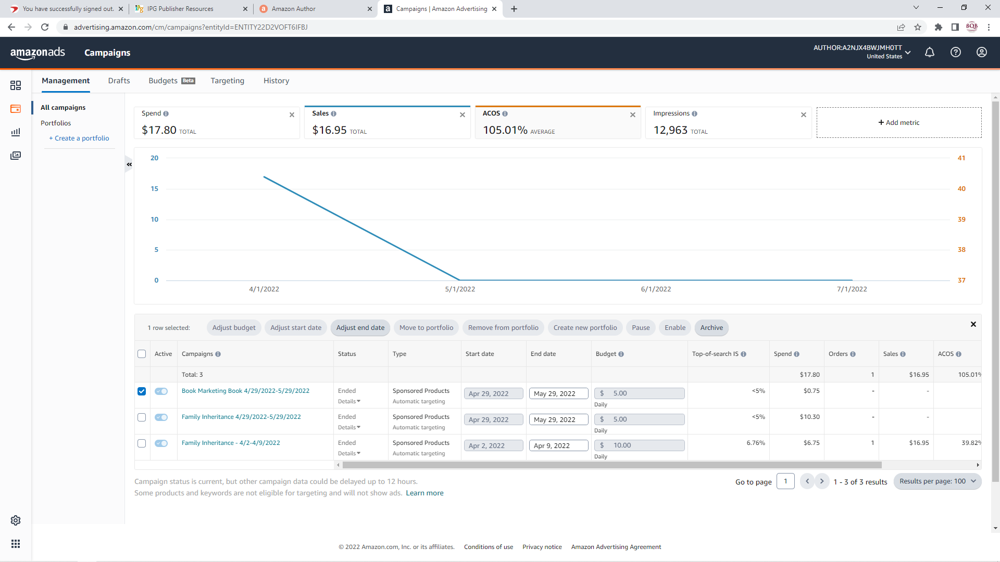 You have successfully signed out.
IPG Publisher Resources
Amazon Author
Campaigns | Amazon Advertising
advertising.amazon.com/cm/campaigns?entityId=ENTITY22D2VOFT6IFBJ
BQB
amazonads
Campaigns
AUTHOR:A2NJX4BWJMH0TT
United States
Management
Drafts
Budgets Beta
Targeting
History
All campaigns
Portfolios
+ Create a portfolio
Spend
$17.80 TOTAL
Sales
$16.95 TOTAL
ACOS
105.01% AVERAGE
Impressions
12,963 TOTAL
+ Add metric
20 41
15 40
10 39
5 38
0 37
4/1/2022 5/1/2022 6/1/2022 7/1/2022
1 row selected: Adjust budget Adjust start date Adjust end date Move to portfolio Remove from portfolio Create new portfolio Pause Enable Archive
Active Campaigns Status Type Start date End date Budget Top-of-search IS Spend Orders Sales ACOS
Total: 3 $17.80 1 $16.95 105.01%
Book Marketing Book 4/29/2022-5/29/2022 Ended Sponsored Products Apr 29, 2022 May 29, 2022 $ 5.00 <5% $0.75 - -
Details Automatic targeting Daily
Family Inheritance 4/29/2022-5/29/2022 Ended Sponsored Products Apr 29, 2022 May 29, 2022 $ 5.00 <5% $10.30 - -
Details Automatic targeting Daily
Family Inheritance - 4/2-4/9/2022 Ended Sponsored Products Apr 2, 2022 Apr 9, 2022 $ 10.00 6.76% $6.75 1 $16.95 39.82%
Details Automatic targeting Daily
Campaign status is current, but other campaign data could be delayed up to 12 hours.
Some products and keywords are not eligible for targeting and will not show ads. Learn more
Go to page 1 1 - 3 of 3 results Results per page: 100
© 2022 Amazon.com, Inc. or its affiliates. Conditions of use Privacy notice Amazon Advertising Agreement